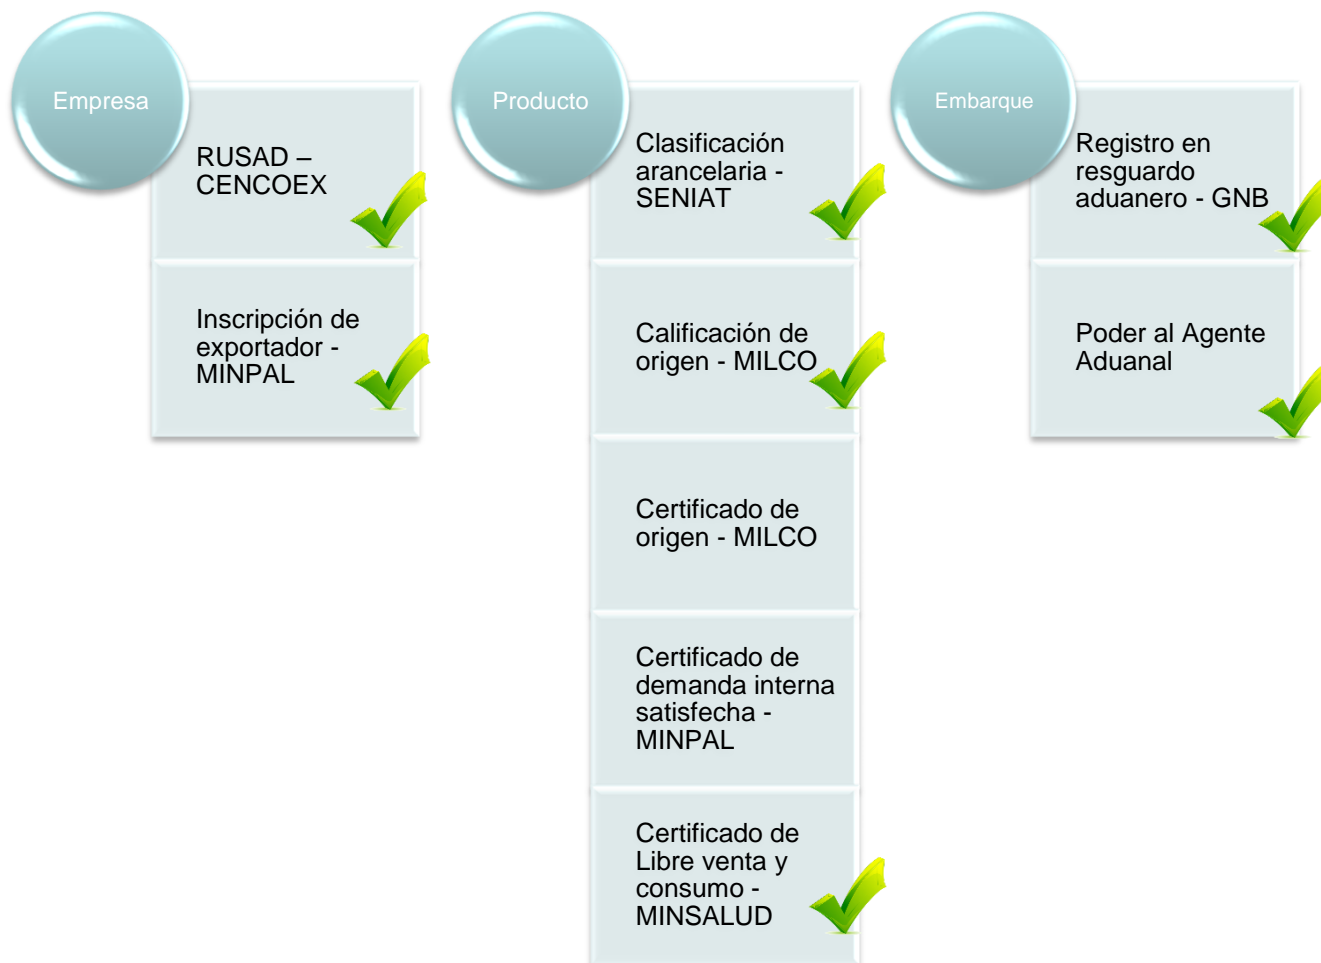 Empresa
RUSAD –
CENCOEX
Inscripción de
exportador -
MINPAL
Producto
Clasificación
arancelaria -
SENIAT
Calificación de
origen - MILCO
Certificado de
origen - MILCO
Certificado de
demanda interna
satisfecha -
MINPAL
Certificado de
Libre venta y
consumo -
MINSALUD
Embarque
Registro en
resguardo
aduanero - GNB
Poder al Agente
Aduanal